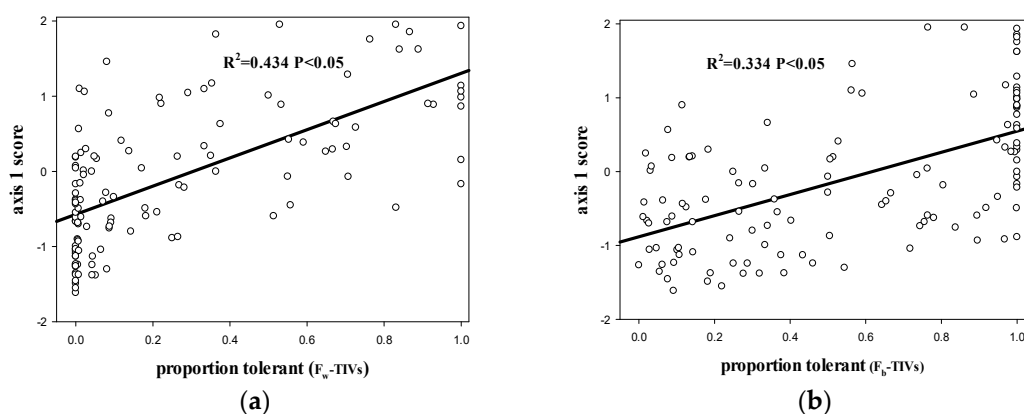 R²=0.434 P<0.05
axis 1 score
2
1
0
-1
-2
0.0 0.2 0.4 0.6 0.8 1.0
proportion tolerant (Fw-TIVs)
(a)
R²=0.334 P<0.05
axis 1 score
2
1
0
-1
-2
0.0 0.2 0.4 0.6 0.8 1.0
proportion tolerant (Fb-TIVs)
(b)